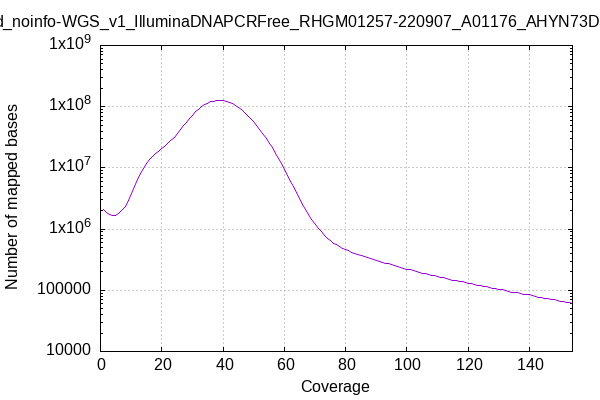 d_noinfo-WGS_v1_IlluminaDNAPCRFree_RHGM01257-220907_A01176_AHYN73D
1x10^9
1x10^8
1x10^7
1x10^6
100000
10000
Number of mapped bases
0 20 40 60 80 100 120 140
Coverage